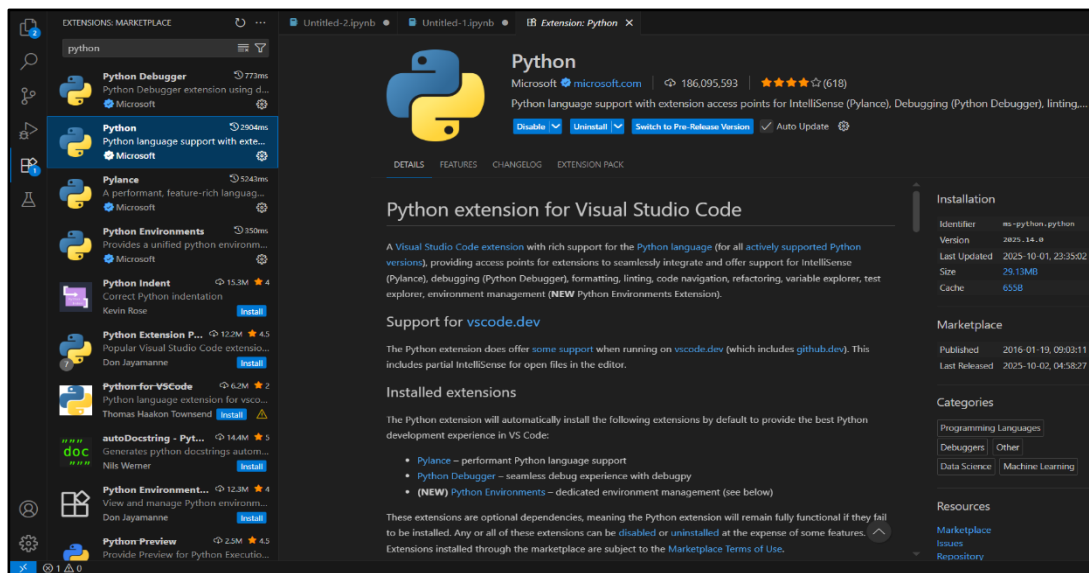 EXTENSIONS: MARKETPLACE
python
Python Debugger 773ms
Python Debugger extension using d...
Microsoft
Python 2904ms
Python language support with exte...
Microsoft
Pylance 5243ms
A performant, feature-rich languag...
Microsoft
Python Environments 350ms
Provides a unified python environm...
Microsoft
Python Indent 15.3M 4
Correct Python indentation
Kevin Rose Install
Python Extension P... 12.2M 4.5
Popular Visual Studio Code extensio...
Don Jayamanne Install
7
Python for VSCode 6.2M 2
Python language extension for vsco...
Thomas Haakon Townsend Install
autoDocstring - Pyt... 14.4M 5
Generates python docstrings autom...
Nils Werner Install
"""
doc
"""
Python Environment... 12.3M 4
View and manage Python environm...
Don Jayamanne Install
Python Preview 2.5M 4.5
Provide Preview for Python Executio...
2
1
1 0
Untitled-2.ipynb Untitled-1.ipynb Extension: Python
Python
Microsoft microsoft.com 186,095,593 (618)
Python language support with extension access points for IntelliSense (Pylance), Debugging (Python Debugger), linting,...
Disable Uninstall Switch to Pre-Release Version Auto Update
DETAILS FEATURES CHANGELOG EXTENSION PACK
Python extension for Visual Studio Code
A Visual Studio Code extension with rich support for the Python language (for all actively supported Python
versions), providing access points for extensions to seamlessly integrate and offer support for IntelliSense
(Pylance), debugging (Python Debugger), formatting, linting, code navigation, refactoring, variable explorer, test
explorer, environment management (NEW Python Environments Extension).
Support for vscode.dev
The Python extension does offer some support when running on vscode.dev (which includes github.dev). This
includes partial IntelliSense for open files in the editor.
Installed extensions
The Python extension will automatically install the following extensions by default to provide the best Python
development experience in VS Code:
• Pylance – performant Python language support
• Python Debugger – seamless debug experience with debugpy
• (NEW) Python Environments – dedicated environment management (see below)
These extensions are optional dependencies, meaning the Python extension will remain fully functional if they fail
to be installed. Any or all of these extensions can be disabled or uninstalled at the expense of some features.
Extensions installed through the marketplace are subject to the Marketplace Terms of Use.
Installation
Identifier ms-python.python
Version 2025.14.0
Last Updated 2025-10-01, 23:35:02
Size 29.13MB
Cache 655B
Marketplace
Published 2016-01-19, 09:03:11
Last Released 2025-10-02, 04:58:27
Categories
Programming Languages
Debuggers Other
Data Science Machine Learning
Resources
Marketplace
Issues
Repository